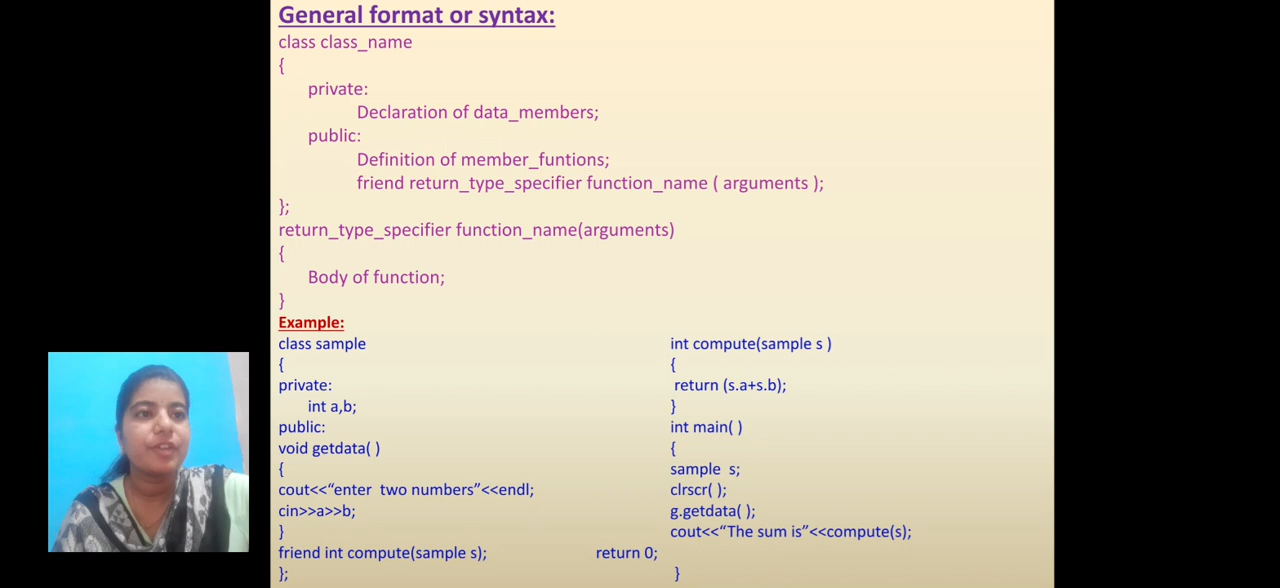 General format or syntax:
class class_name
{
private:
Declaration of data_members;
public:
Definition of member_funtions;
friend return_type_specifier function_name ( arguments );
};
return_type_specifier function_name(arguments)
{
Body of function;
}
Example:
class sample
{
private:
int a,b;
public:
void getdata( )
{
cout<<“enter two numbers”<<endl;
cin>>a>>b;
}
friend int compute(sample s);
};
int compute(sample s )
{
return (s.a+s.b);
}
int main( )
{
sample s;
clrscr( );
g.getdata( );
cout<<“The sum is”<<compute(s);
return 0;
}